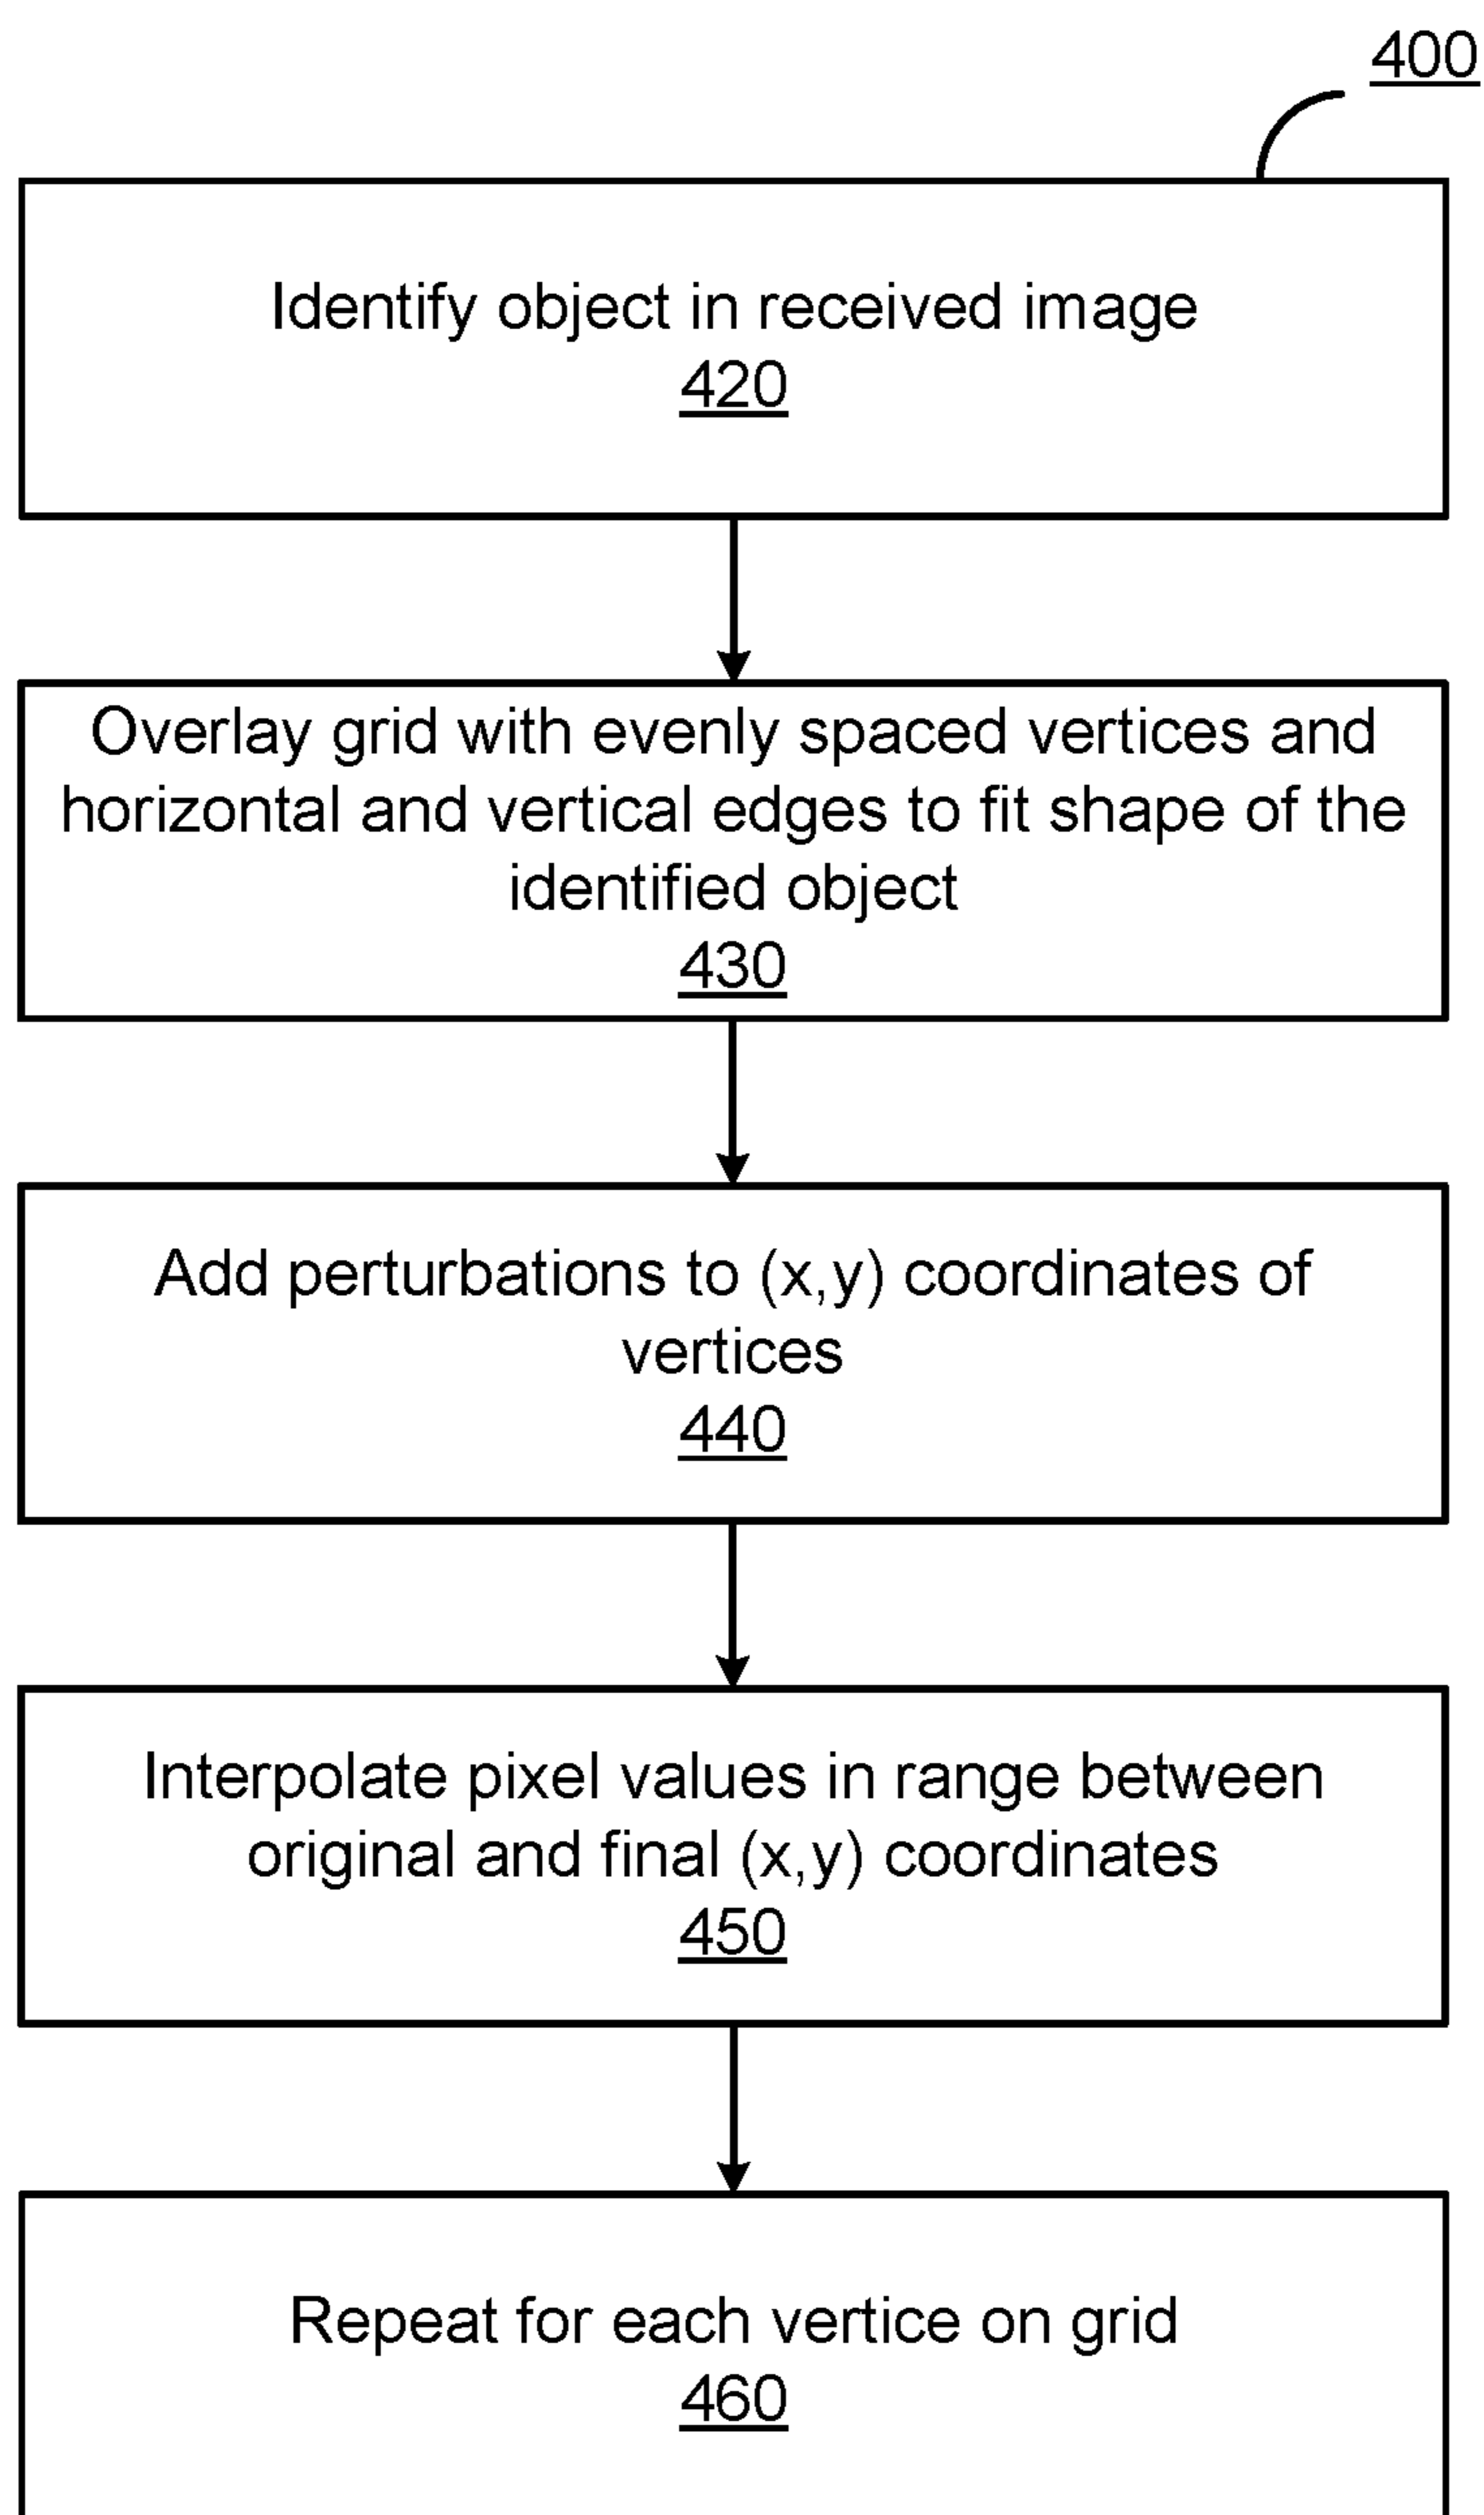 400
Identify object in received image
420
Overlay grid with evenly spaced vertices and
horizontal and vertical edges to fit shape of the
identified object
430
Add perturbations to (x,y) coordinates of
vertices
440
Interpolate pixel values in range between
original and final (x,y) coordinates
450
Repeat for each vertice on grid
460